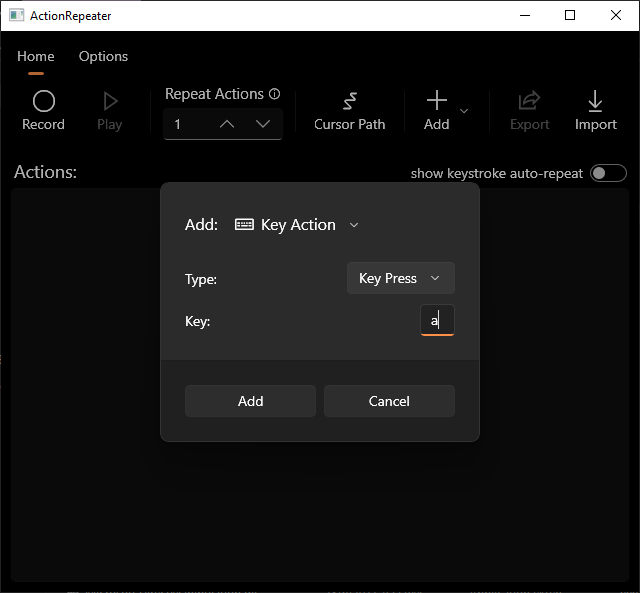 ActionRepeater
Home Options
Repeat Actions
Record Play 1 Cursor Path Add Export Import
Actions: show keystroke auto-repeat
Add: Key Action
Type: Key Press
Key: a
Add Cancel